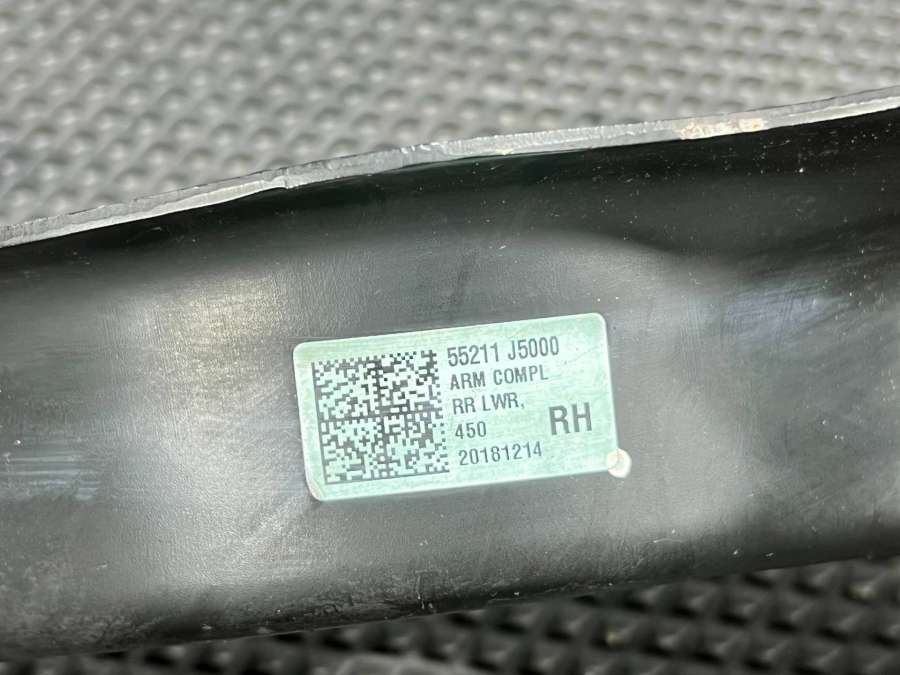 55211 J5000
ARM COMPL
RR LWR,
450
RH
20181214